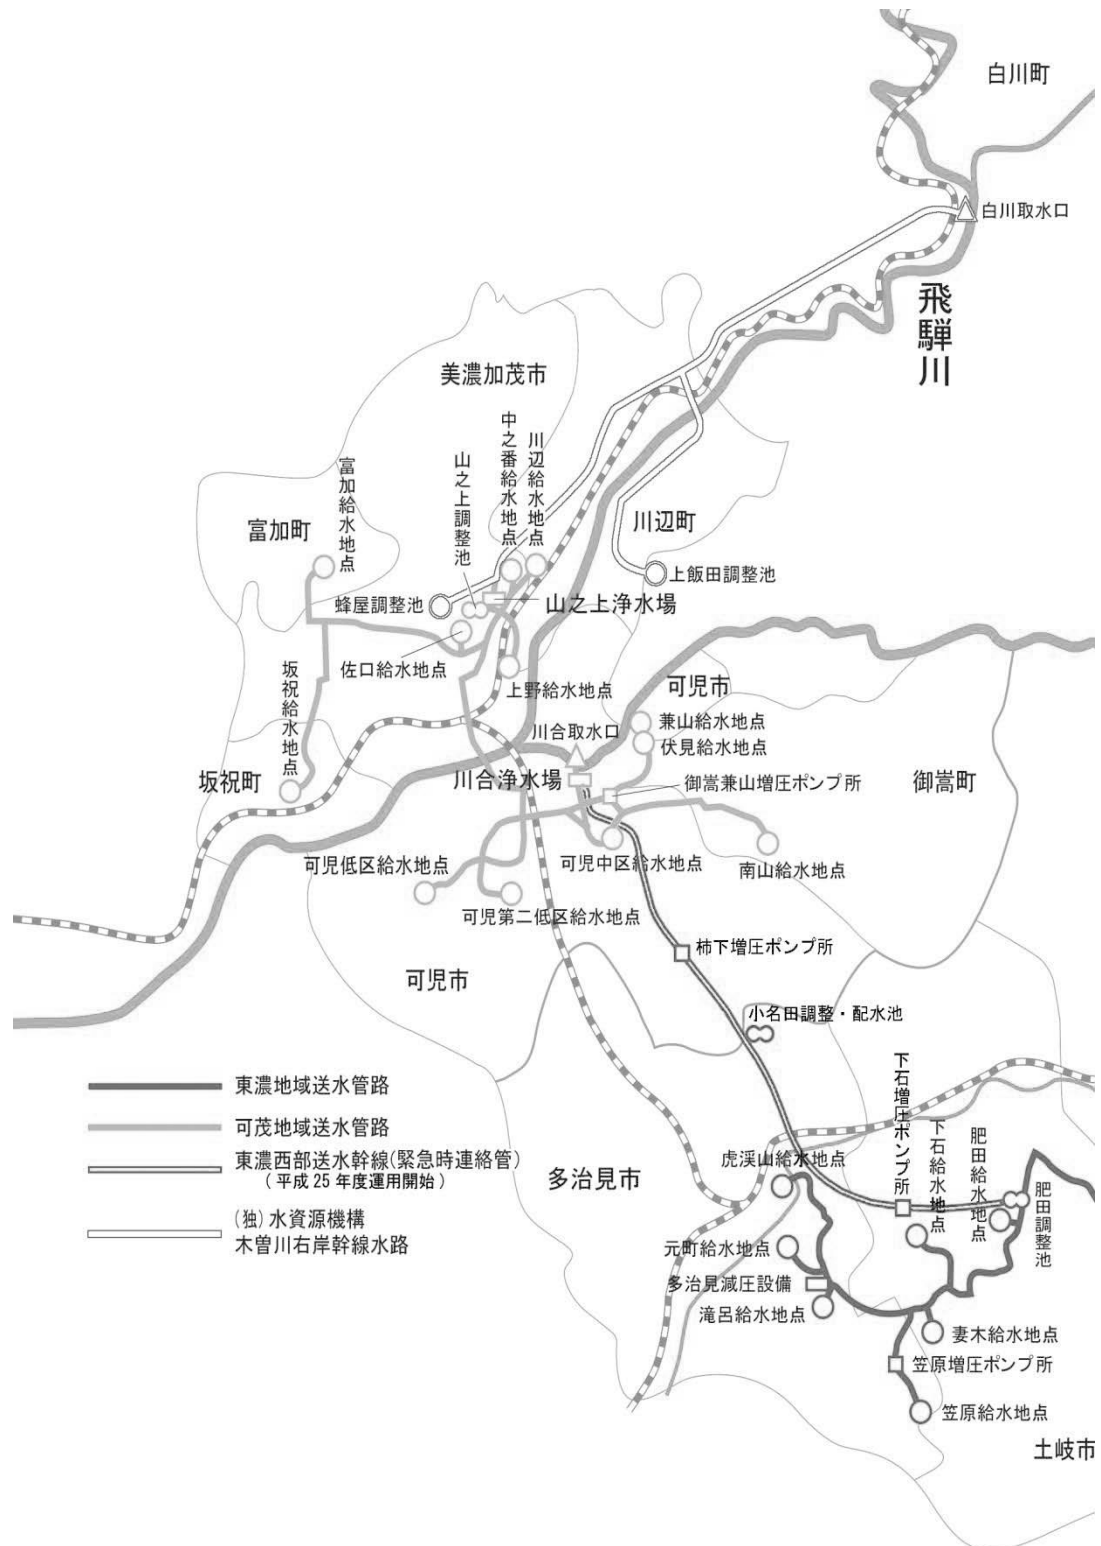 白川町
白川取水口
飛騨川
美濃加茂市
中之番給水地点
川辺給水地点
山之上調整池
富加給水地点
富加町
川辺町
上飯田調整池
蜂屋調整池
山之上浄水場
佐口給水地点
上野給水地点
坂祝給水地点
可児市
兼山給水地点
川合取水口
伏見給水地点
坂祝町
川合浄水場
御嵩兼山増圧ポンプ所
御嵩町
可児低区給水地点
可児中区給水地点
南山給水地点
可児第二低区給水地点
柿下増圧ポンプ所
可児市
小名田調整・配水池
下石増圧ポンプ所
下石給水地点
肥田給水地点
肥田調整池
東濃地域送水管路
可茂地域送水管路
東濃西部送水幹線(緊急時連絡管)
(平成25年度運用開始)
(独)水資源機構
木曽川右岸幹線水路
虎渓山給水地点
多治見市
元町給水地点
多治見減圧設備
滝呂給水地点
妻木給水地点
笠原増圧ポンプ所
笠原給水地点
土岐市